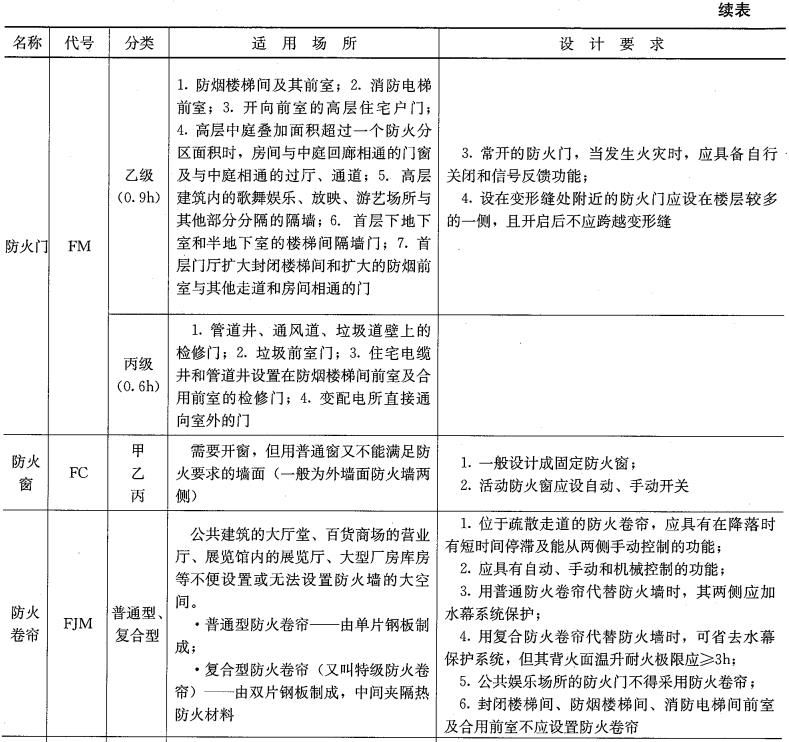 续表
名称 代号 分类 适用场所 设计要求
防火门 FM
乙级
(0.9h)
1. 防烟楼梯间及其前室；2. 消防电梯
前室；3. 开向前室的高层住宅户门；
4. 高层中庭叠加面积超过一个防火分
区面积时，房间与中庭回廊相通的门窗
及与中庭相通的过厅、通道；5. 高层
建筑内的歌舞娱乐、放映、游艺场所与
其他部分分隔的隔墙；6. 首层下地下
室和半地下室的楼梯间隔墙门；7. 首
层门厅扩大封闭楼梯间和扩大的防烟前
室与其他走道和房间相通的门
3. 常开的防火门，当发生火灾时，应具备自行
关闭和信号反馈功能；
4. 设在变形缝处附近的防火门应设在楼层较多
的一侧，且开启后不应跨越变形缝
丙级
(0.6h)
1. 管道井、通风道、垃圾道壁上的
检修门；2. 垃圾前室门；3. 住宅电缆
井和管道井设置在防烟楼梯间前室及合
用前室的检修门；4. 变配电所直接通
向室外的门
防火
窗
FC
甲
乙
丙
需要开窗，但用普通窗又不能满足防
火要求的墙面（一般为外墙面防火墙两
侧）
1. 一般设计成固定防火窗；
2. 活动防火窗应设自动、手动开关
防火
卷帘
FJM
普通型、
复合型
公共建筑的大厅堂、百货商场的营业
厅、展览馆内的展览厅、大型厂房库房
等不便设置或无法设置防火墙的大空
间。
·普通型防火卷帘——由单片钢板制
成；
·复合型防火卷帘（又叫特级防火卷
帘）——由双片钢板制成，中间夹隔热
防火材料
1. 位于疏散走道的防火卷帘，应具有在降落时
有短时间停滞及能从两侧手动控制的功能；
2. 应具有自动、手动和机械控制的功能；
3. 用普通防火卷帘代替防火墙时，其两侧应加
水幕系统保护；
4. 用复合防火卷帘代替防火墙时，可省去水幕
保护系统，但其背火面温升耐火极限应≥3h；
5. 公共娱乐场所的防火门不得采用防火卷帘；
6. 封闭楼梯间、防烟楼梯间、消防电梯间前室
及合用前室不应设置防火卷帘